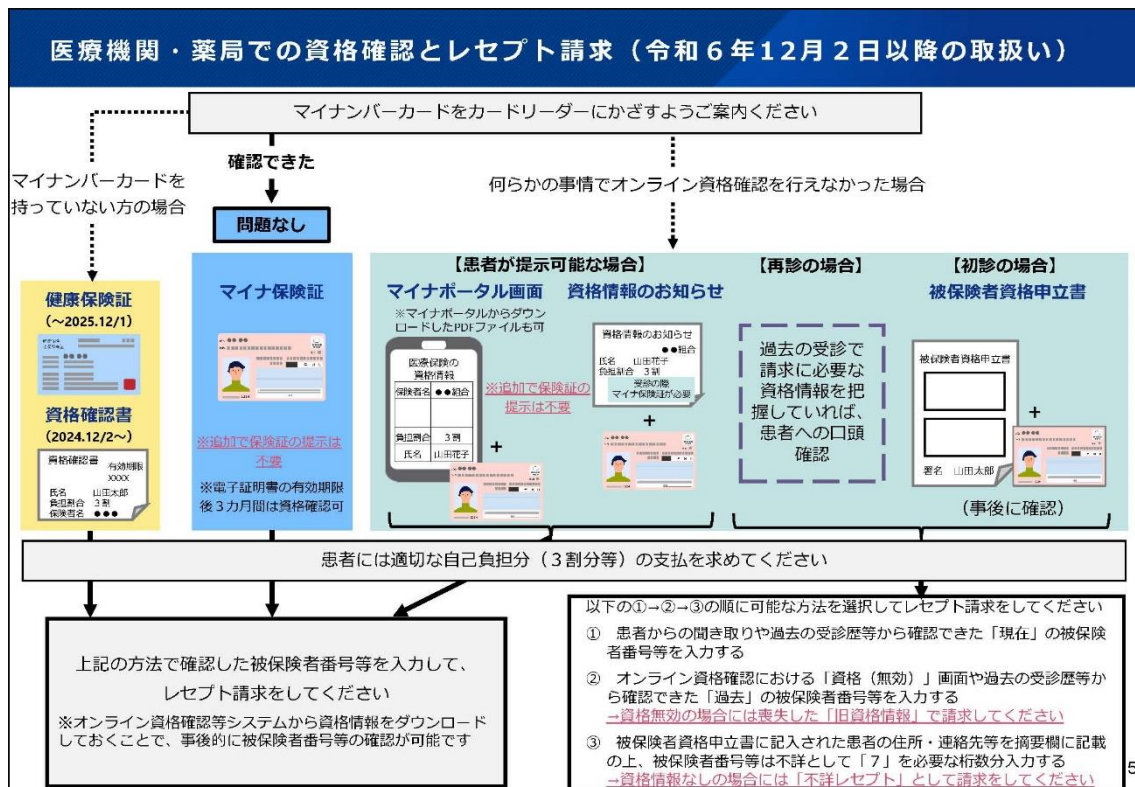 医療機関・薬局での資格確認とレセプト請求（令和６年12月２日以降の取扱い）
マイナンバーカードをカードリーダーにかざすようご案内ください
マイナンバーカードを
持っていない方の場合
確認できた
問題なし
何らかの事情でオンライン資格確認を行えなかった場合
健康保険証
（～2025.12/1）
資格確認書
（2024.12/2～）
資格確認書
有効期限
XXXX
氏名　山田太郎
負担割合　３割
保険者名　●●●
マイナ保険証
※追加で保険証の提示は
不要
※電子証明書の有効期限
後３カ月間は資格確認可
【患者が提示可能な場合】
マイナポータル画面
※マイナポータルからダウン
ロードしたPDFファイルも可
医療保険の
資格情報
保険者名　●●組合
負担割合　３割
氏名　山田花子
+
※追加で保険証の
提示は不要
資格情報のお知らせ
資格情報のお知らせ
●●組合
氏名　山田花子
負担割合　３割
受診の際
マイナ保険証が必要
+
【再診の場合】
過去の受診で
請求に必要な
資格情報を把
握していれば、
患者への口頭
確認
【初診の場合】
被保険者資格申立書
被保険者資格申立書
署名　山田太郎
+
（事後に確認）
患者には適切な自己負担分（３割分等）の支払を求めてください
上記の方法で確認した被保険者番号等を入力して、
レセプト請求をしてください
※オンライン資格確認等システムから資格情報をダウンロード
しておくことで、事後的に被保険者番号等の確認が可能です
以下の①→②→③の順に可能な方法を選択してレセプト請求をしてください
①　患者からの聞き取りや過去の受診歴等から確認できた「現在」の被保険
者番号等を入力する
②　オンライン資格確認における「資格（無効）」画面や過去の受診歴等か
ら確認できた「過去」の被保険者番号等を入力する
→資格無効の場合には喪失した「旧資格情報」で請求してください
③　被保険者資格申立書に記入された患者の住所・連絡先等を摘要欄に記載
の上、被保険者番号等は不詳として「７」を必要な桁数分入力する
→資格情報なしの場合には「不詳レセプト」として請求をしてください
5